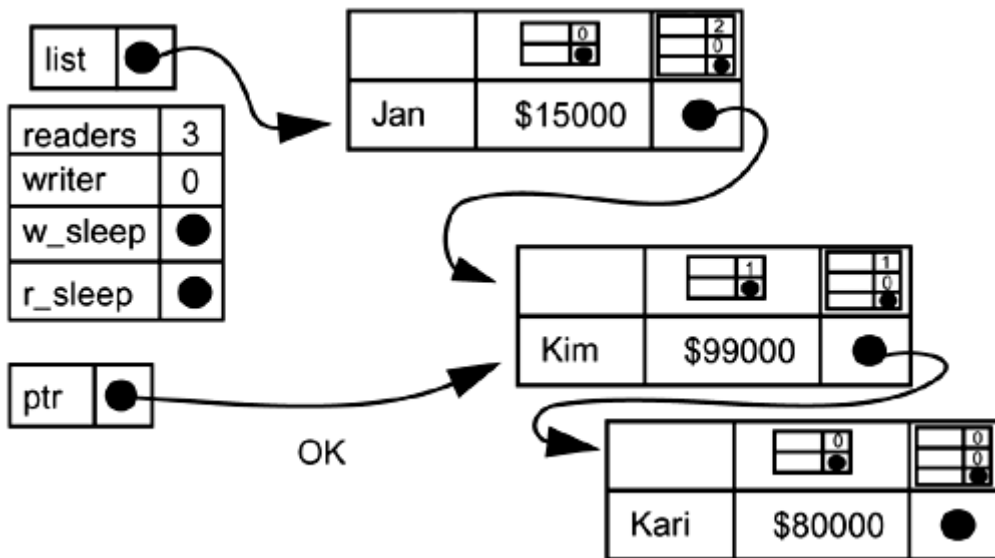 list
readers 3
writer 0
w_sleep
r_sleep
ptr
OK
0
2
0
Jan $15000
1
1
0
Kim $99000
0
0
0
Kari $80000